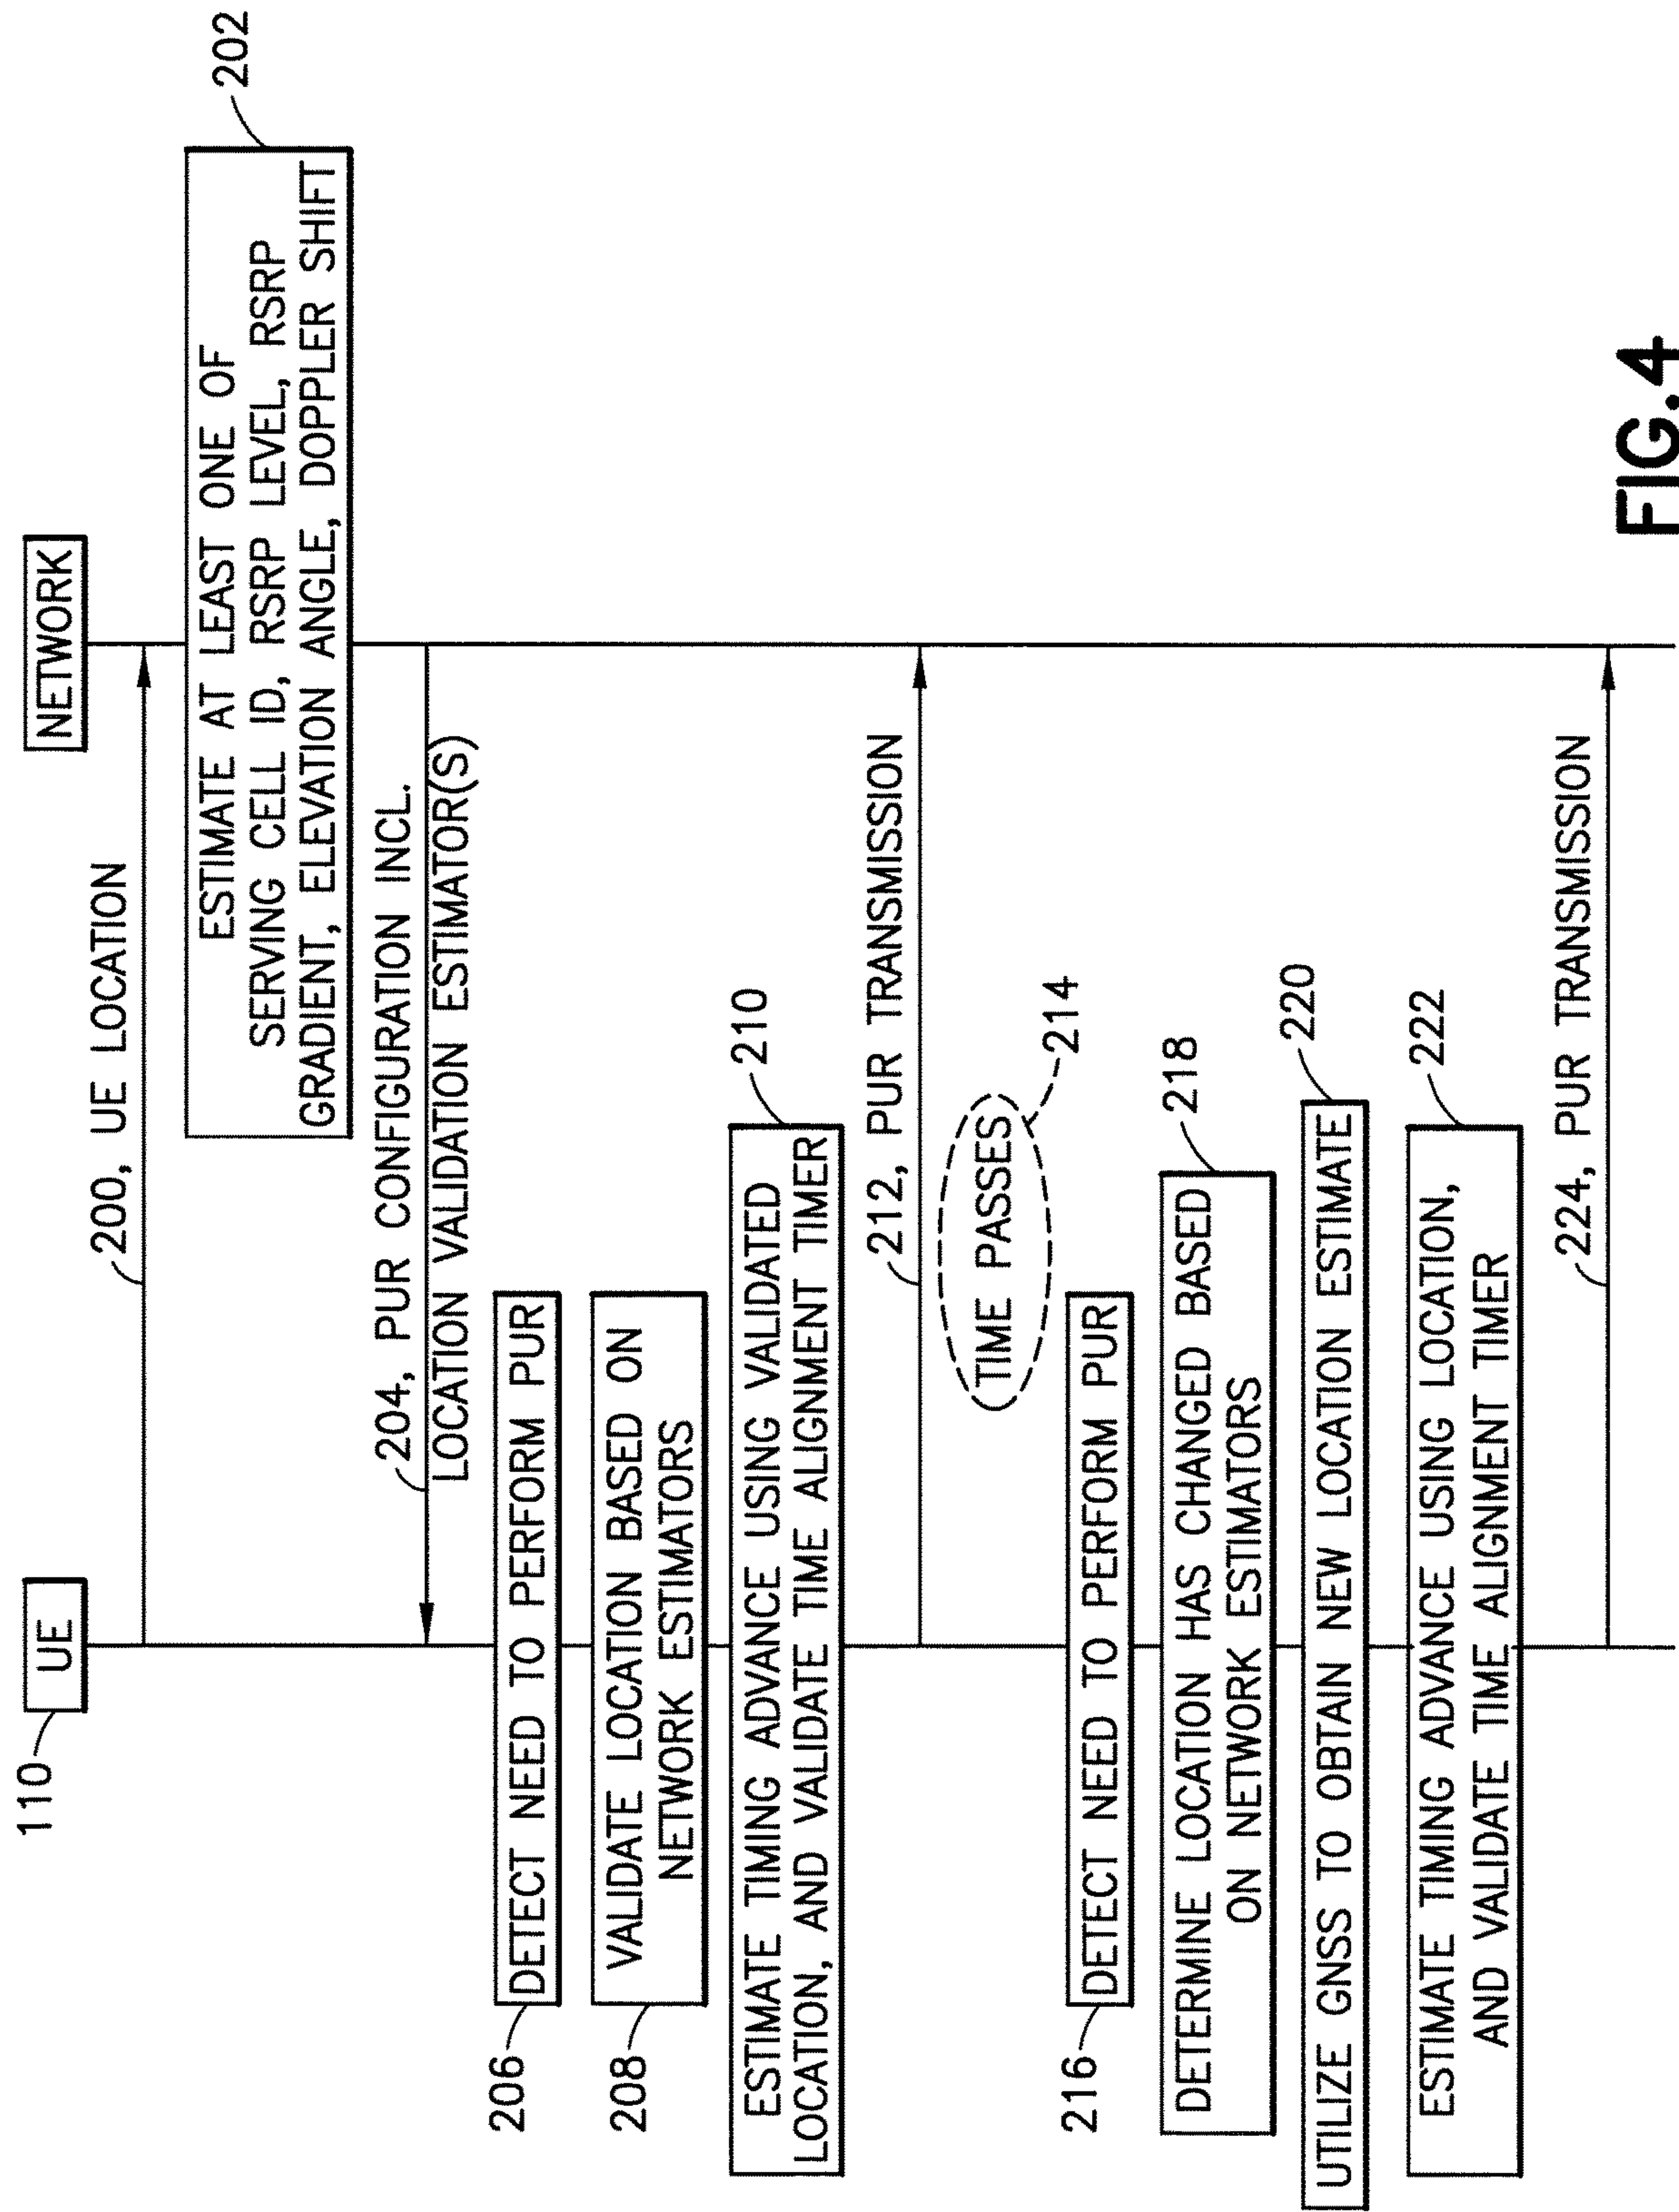 110
UE
NETWORK
200, UE LOCATION
202
ESTIMATE AT LEAST ONE OF
SERVING CELL ID, RSRP LEVEL, RSRP
GRADIENT, ELEVATION ANGLE, DOPPLER SHIFT
204, PUR CONFIGURATION INCL.
LOCATION VALIDATION ESTIMATOR(S)
206
DETECT NEED TO PERFORM PUR
208
VALIDATE LOCATION BASED ON
NETWORK ESTIMATORS
210
ESTIMATE TIMING ADVANCE USING VALIDATED
LOCATION, AND VALIDATE TIME ALIGNMENT TIMER
212, PUR TRANSMISSION
TIME PASSES
214
216
DETECT NEED TO PERFORM PUR
218
DETERMINE LOCATION HAS CHANGED BASED
ON NETWORK ESTIMATORS
220
UTILIZE GNSS TO OBTAIN NEW LOCATION ESTIMATE
222
ESTIMATE TIMING ADVANCE USING LOCATION,
AND VALIDATE TIME ALIGNMENT TIMER
224, PUR TRANSMISSION
FIG.4